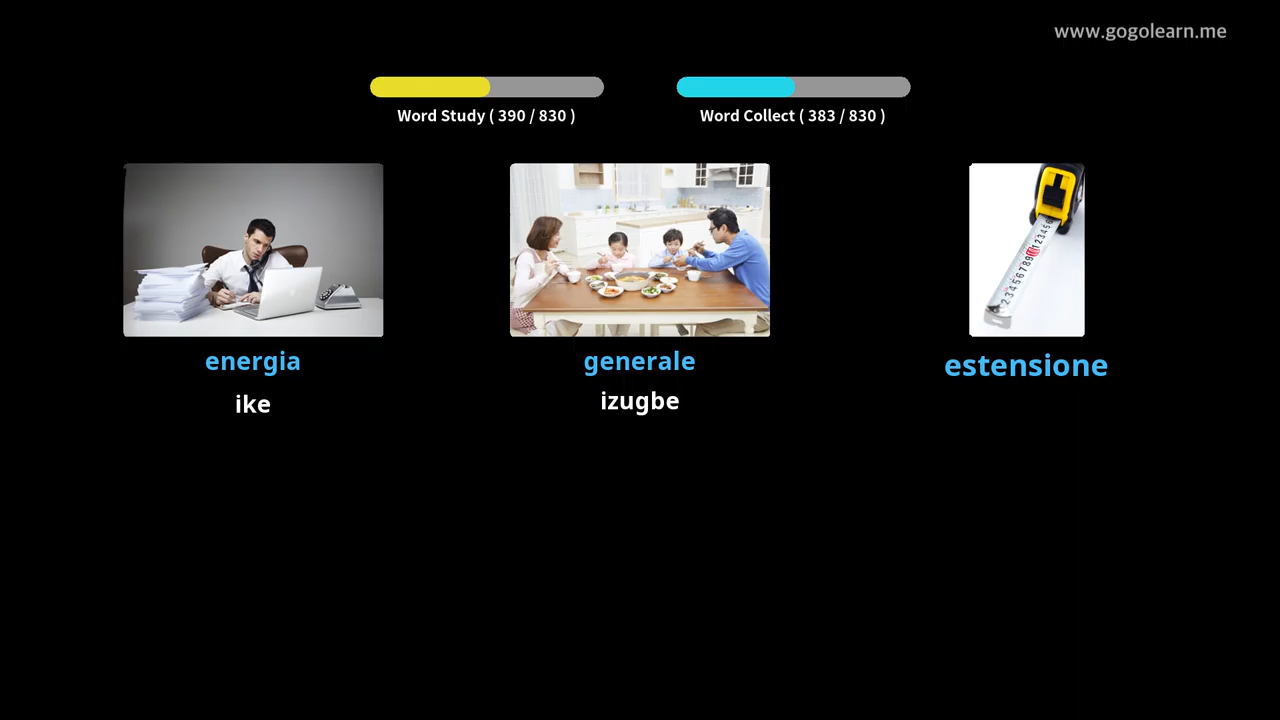 www.gogolearn.me
Word Study ( 390 / 830 )
Word Collect ( 383 / 830 )
energia
generale
estensione
ike
izugbe